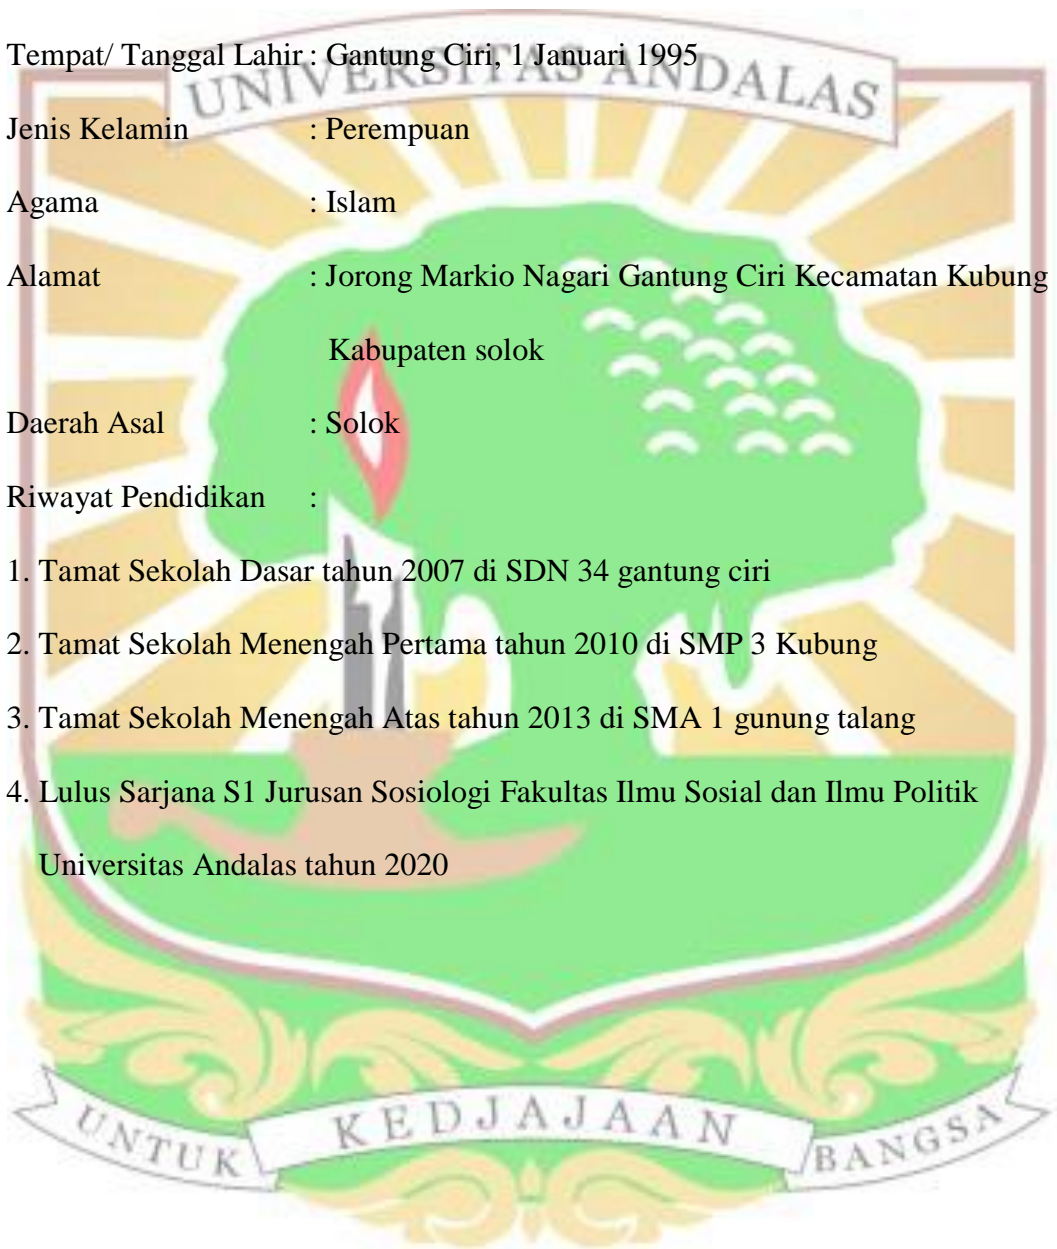 Tempat/ Tanggal Lahir : Gantung Ciri, 1 Januari 1995
UNIVERSITAS ANDALAS
Jenis Kelamin : Perempuan
Agama : Islam
Alamat : Jorong Markio Nagari Gantung Ciri Kecamatan Kubung
Kabupaten solok
Daerah Asal : Solok
Riwayat Pendidikan :
1. Tamat Sekolah Dasar tahun 2007 di SDN 34 gantung ciri
2. Tamat Sekolah Menengah Pertama tahun 2010 di SMP 3 Kubung
3. Tamat Sekolah Menengah Atas tahun 2013 di SMA 1 gunung talang
4. Lulus Sarjana S1 Jurusan Sosiologi Fakultas Ilmu Sosial dan Ilmu Politik
Universitas Andalas tahun 2020
UNTUK KEDJAJAAN BANGSA